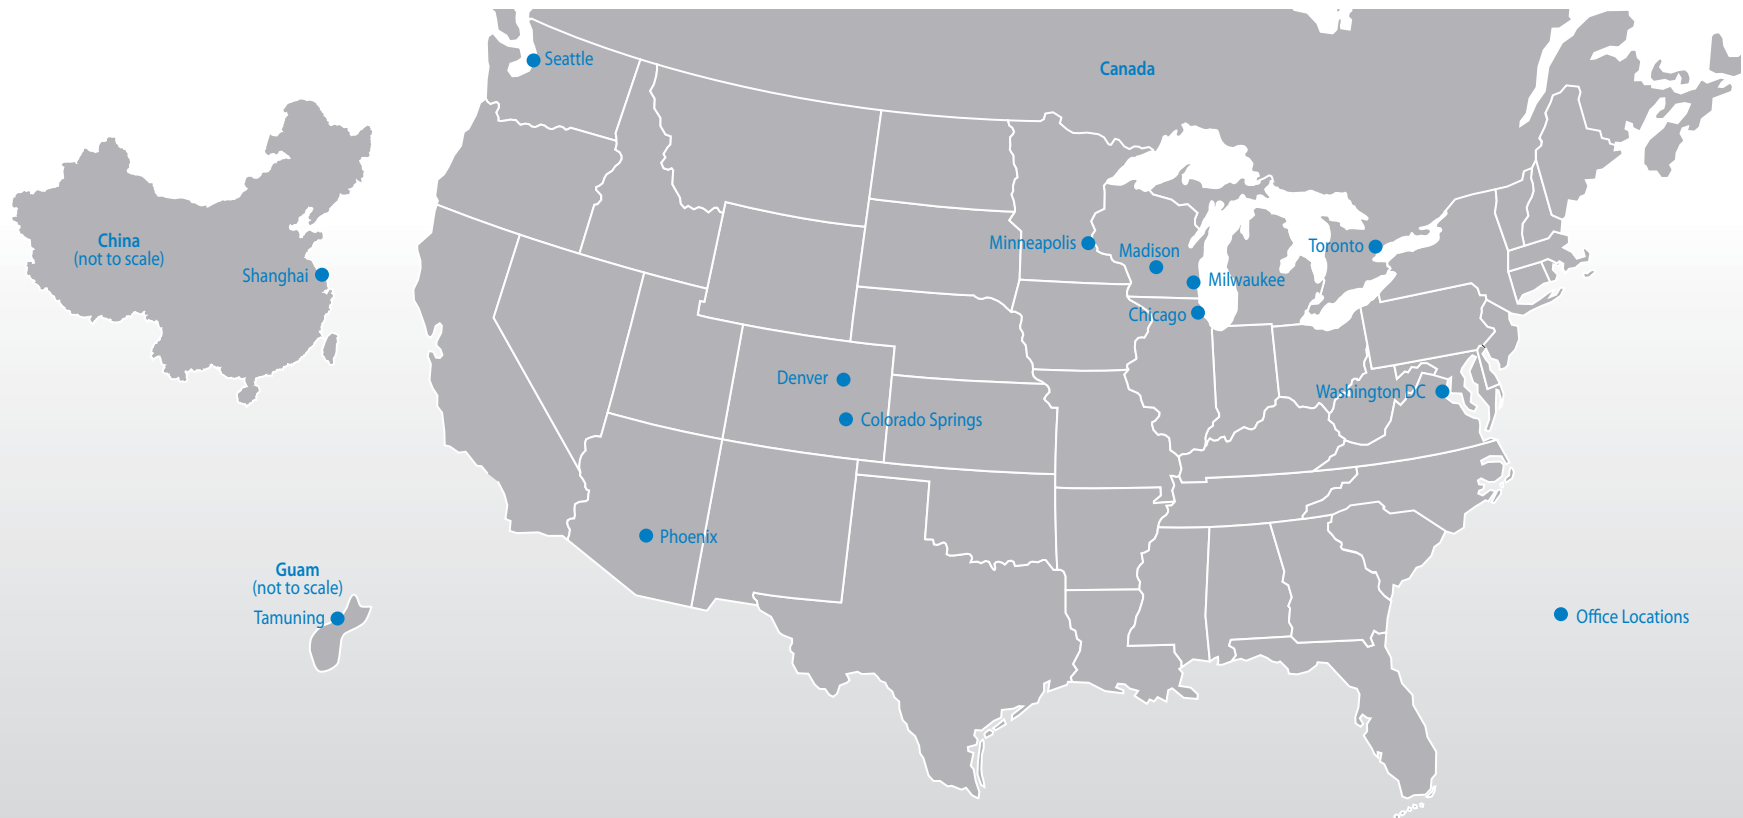 Seattle
Canada
China
(not to scale)
Shanghai
Minneapolis
Madison
Milwaukee
Chicago
Toronto
Denver
Colorado Springs
Washington DC
Phoenix
Guam
(not to scale)
Tamuning
Office Locations